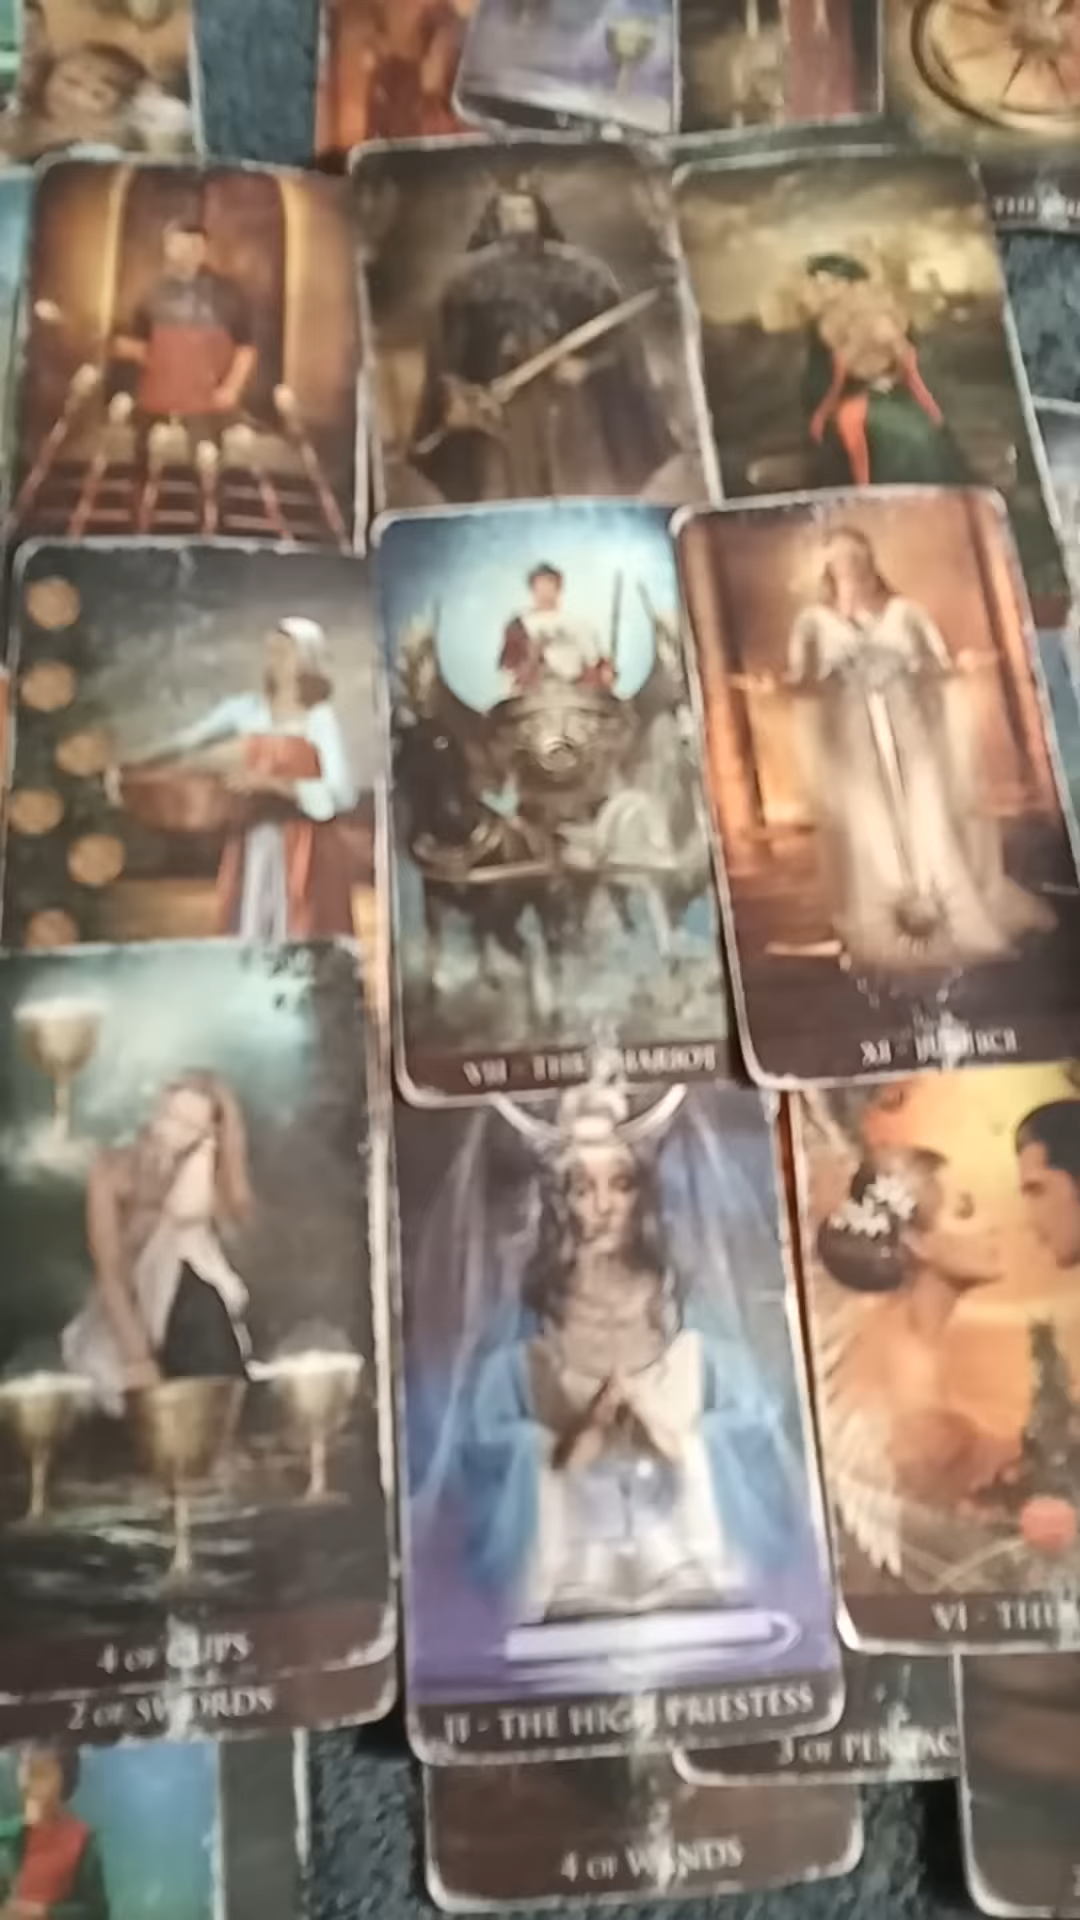 VII - THE CHARIOT
XI - JUSTICE
VI - THE
4 OF CUPS
2 OF SWORDS
II - THE HIGH PRIESTESS
3 OF PENTAC
4 OF WANDS